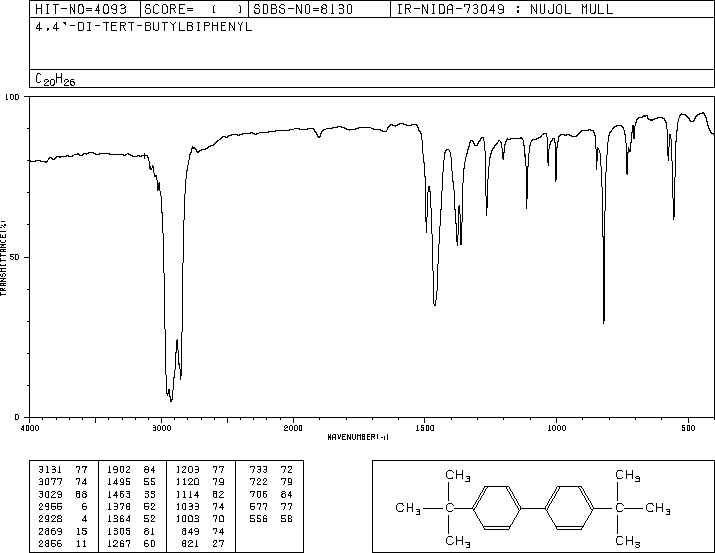 HIT-NO=4093 SCORE= ( ) SDBS-NO=8130 IR-NIDA-73049 : NUJOL MULL
4,4'-DI-TERT-BUTYLBIPHENYL
C20H26
100
50
0
TRANSMITTANCE(%)
4000 3000 2000 1500 1000 500
WAVENUMBER(-1)
3131 77 1902 84 1203 77 733 72
3077 74 1495 55 1120 79 722 79
3029 68 1463 33 1114 62 706 84
2955 6 1378 52 1033 74 577 77
2928 4 1364 52 1003 70 556 58
2869 15 1305 81 849 74
2856 11 1267 60 821 27
CH3 CH3
CH3 C C CH3
CH3 CH3